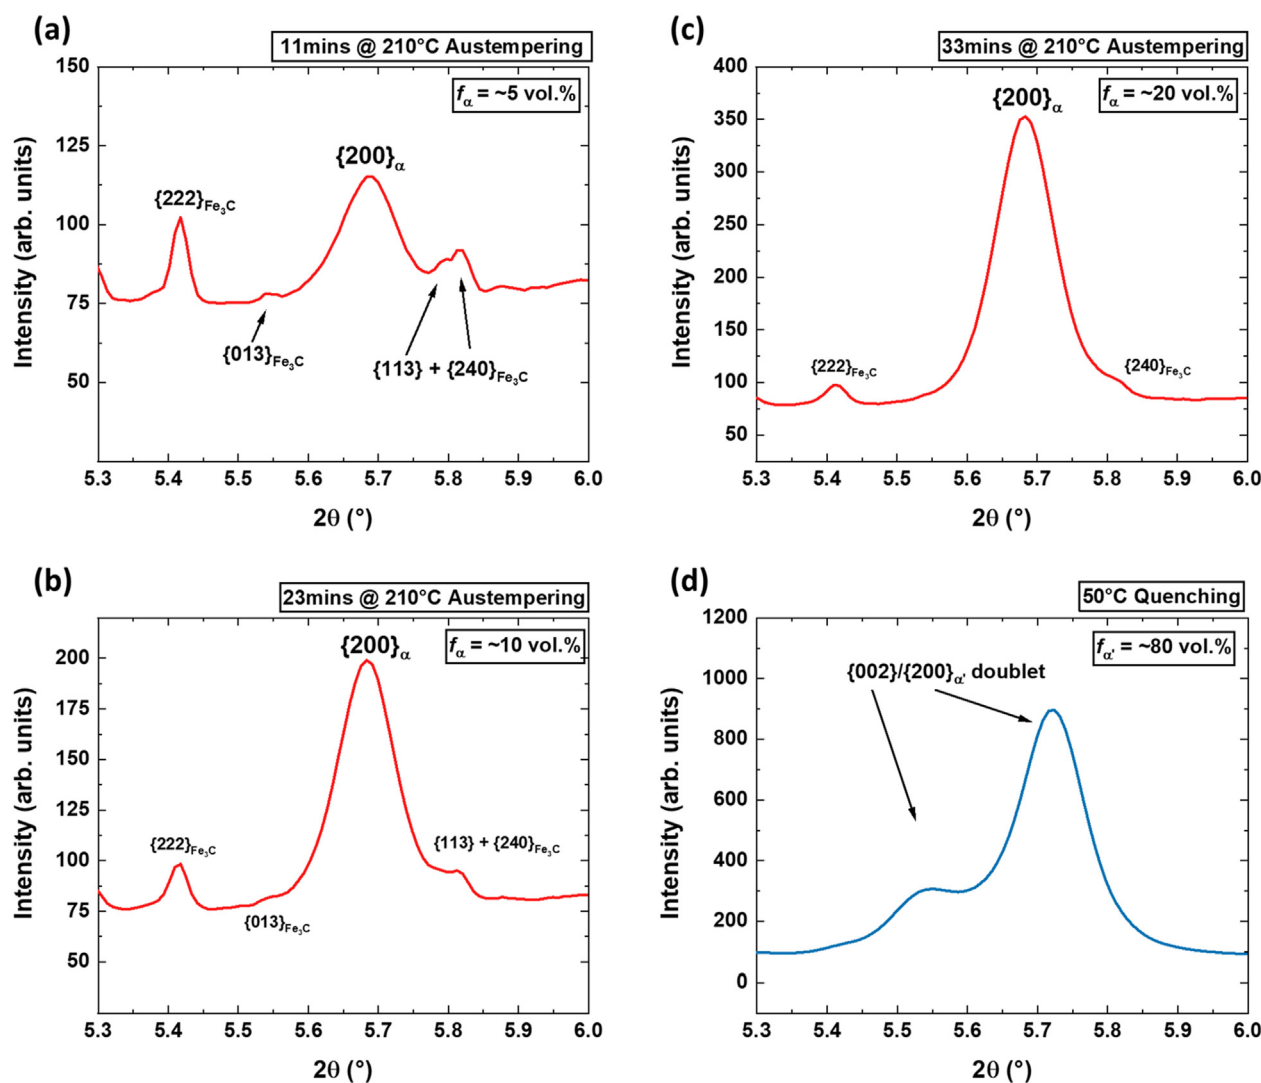 (a)
11mins @ 210°C Austempering
fα = ~5 vol.%
{200}α
{222}Fe3C
{013}Fe3C
{113} + {240}Fe3C
150
125
100
75
50
Intensity (arb. units)
5.3 5.4 5.5 5.6 5.7 5.8 5.9 6.0
2θ (°)
(c)
33mins @ 210°C Austempering
fα = ~20 vol.%
{200}α
{222}Fe3C
{240}Fe3C
400
350
300
250
200
150
100
50
Intensity (arb. units)
5.3 5.4 5.5 5.6 5.7 5.8 5.9 6.0
2θ (°)
(b)
23mins @ 210°C Austempering
fα = ~10 vol.%
{200}α
{222}Fe3C
{113} + {240}Fe3C
{013}Fe3C
200
175
150
125
100
75
50
Intensity (arb. units)
5.3 5.4 5.5 5.6 5.7 5.8 5.9 6.0
2θ (°)
(d)
50°C Quenching
fα' = ~80 vol.%
{002}/{200}α' doublet
1200
1000
800
600
400
200
0
Intensity (arb. units)
5.3 5.4 5.5 5.6 5.7 5.8 5.9 6.0
2θ (°)